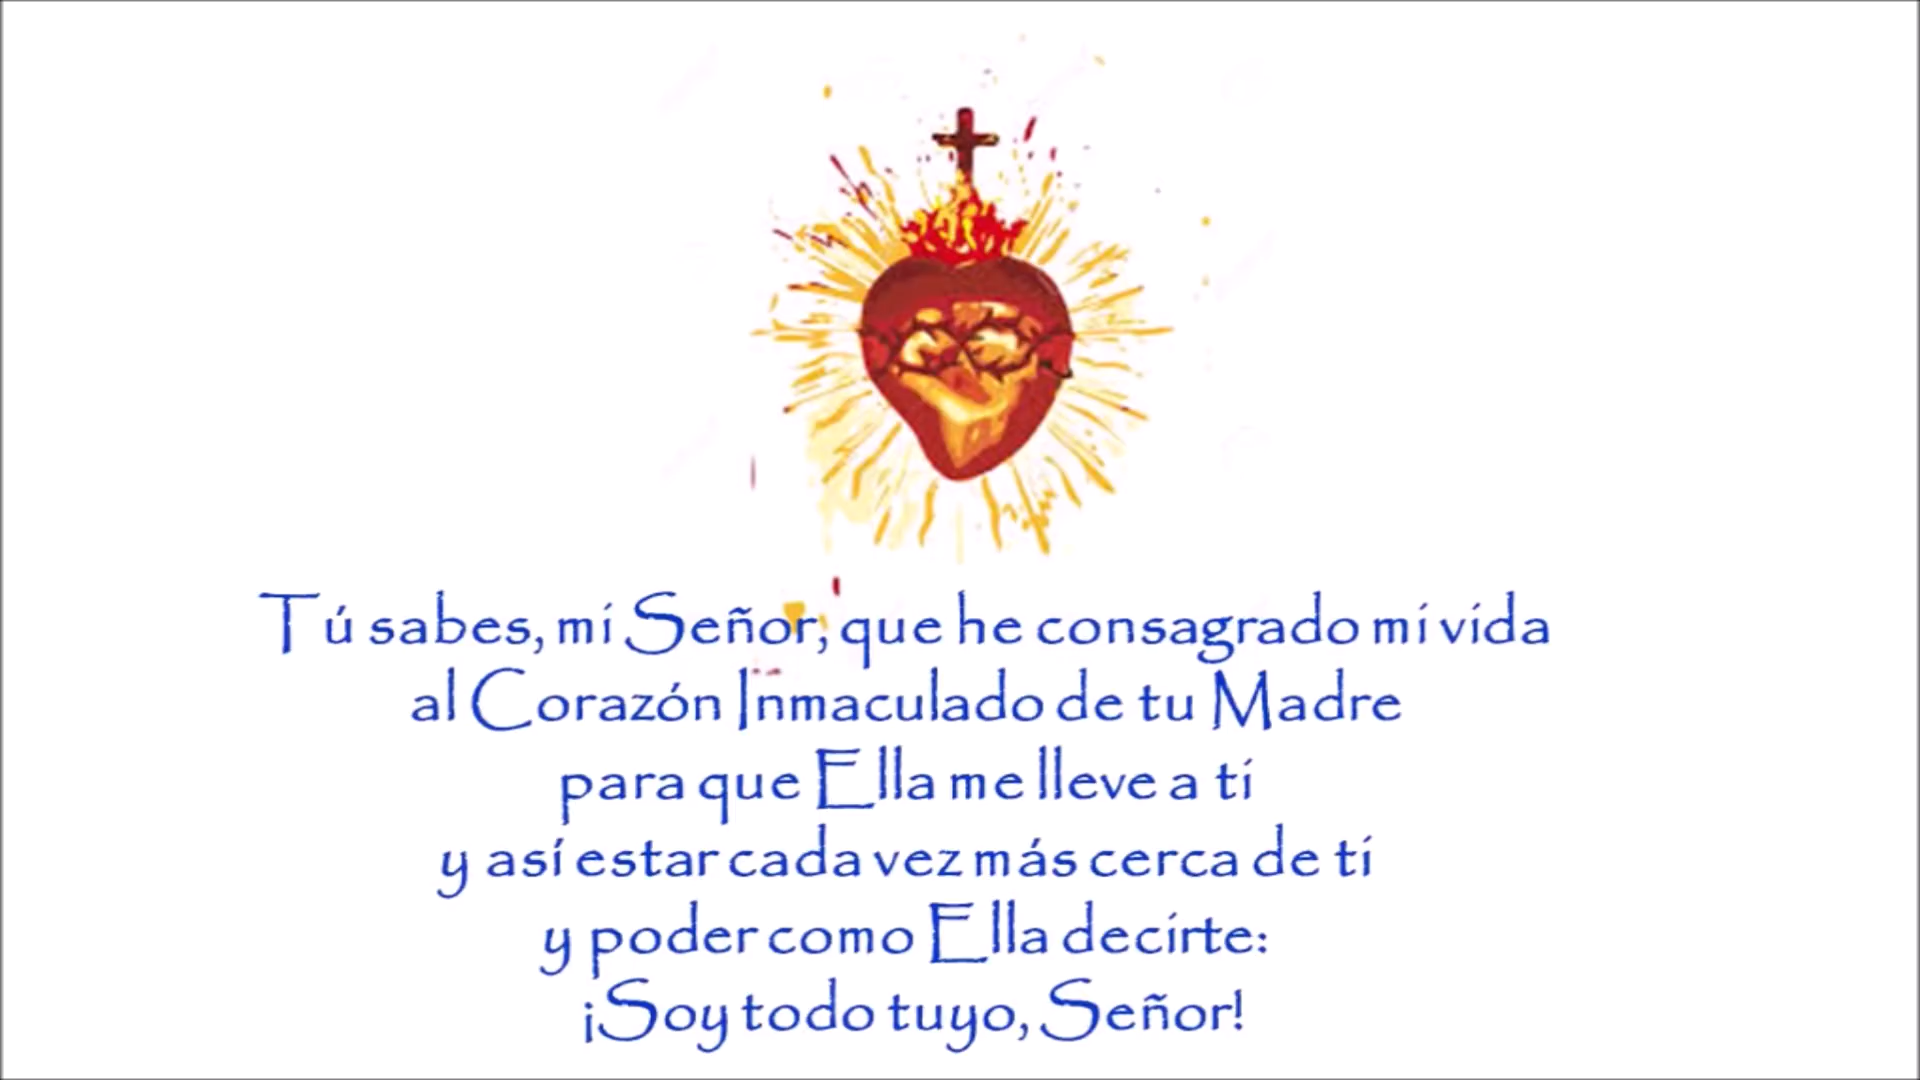 Tú sabes, mi Señor, que he consagrado mi vida
al Corazón Inmaculado de tu Madre
para que Ella me lleve a ti
y así estar cada vez más cerca de ti
y poder como Ella decirte:
¡Soy todo tuyo, Señor!